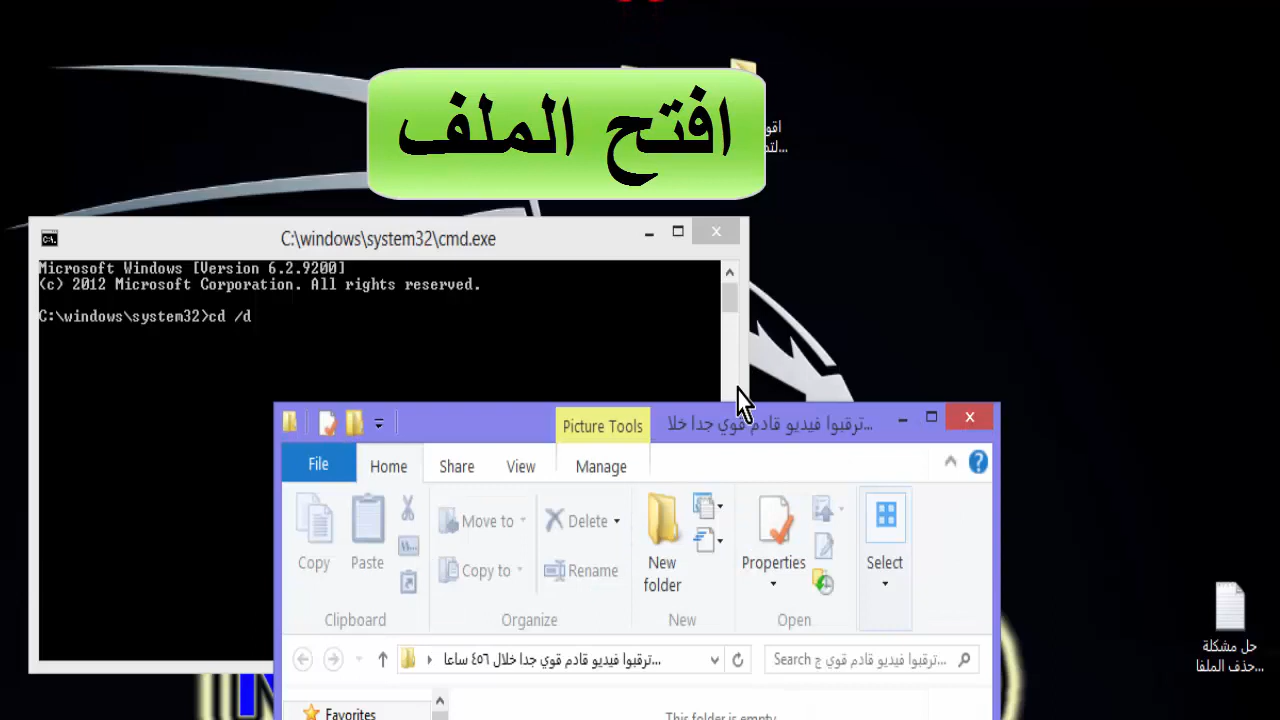 افتح الملف
اقو
...لتد
C:\windows\system32\cmd.exe
Microsoft Windows [Version 6.2.9200]
(c) 2012 Microsoft Corporation. All rights reserved.
C:\windows\system32>cd /d
Picture Tools
ترقبوا فيديو قادم قوي جدا خلا...
File
Home
Share
View
Manage
Copy
Paste
Clipboard
Move to
Copy to
Delete
Rename
Organize
New folder
New
Properties
Open
Select
ترقبوا فيديو قادم قوي جدا خلال ٤٥٦ ساعا...
Search ترقبوا فيديو قادم قوي ج...
Favorites
This folder is empty.
حل مشكلة
حذف الملفا...